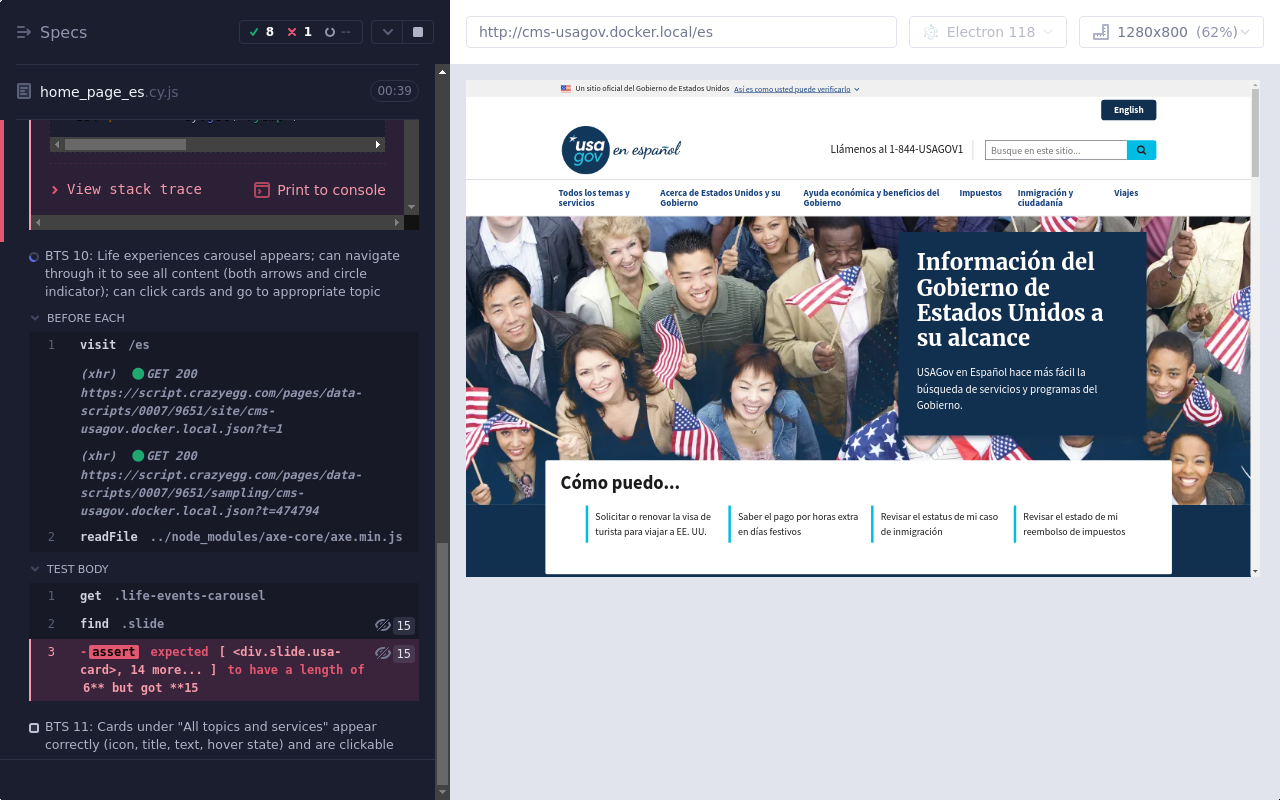 Specs
8
1
--
home_page_es.cy.js
00:39
View stack trace
Print to console
BTS 10: Life experiences carousel appears; can navigate
through it to see all content (both arrows and circle
indicator); can click cards and go to appropriate topic
BEFORE EACH
1 visit /es
(xhr) GET 200
https://script.crazyegg.com/pages/data-
scripts/0007/9651/site/cms-
usagov.docker.local.json?t=1
(xhr) GET 200
https://script.crazyegg.com/pages/data-
scripts/0007/9651/sampling/cms-
usagov.docker.local.json?t=474794
2 readFile ../node_modules/axe-core/axe.min.js
TEST BODY
1 get .life-events-carousel
2 find .slide 15
3 -assert expected [ <div.slide.usa- 15
card>, 14 more... ] to have a length of
6** but got **15
BTS 11: Cards under "All topics and services" appear
correctly (icon, title, text, hover state) and are clickable
http://cms-usagov.docker.local/es
Electron 118
1280x800 (62%)
Un sitio oficial del Gobierno de Estados Unidos Así es como usted puede verificarlo
English
usa
gov
en español
Llámenos al 1-844-USAGOV1
Busque en este sitio...
Todos los temas y
servicios
Acerca de Estados Unidos y su
Gobierno
Ayuda económica y beneficios del
Gobierno
Impuestos
Inmigración y
ciudadanía
Viajes
Información del
Gobierno de
Estados Unidos a
su alcance
USAGov en Español hace más fácil la
búsqueda de servicios y programas del
Gobierno.
Cómo puedo...
Solicitar o renovar la visa de
turista para viajar a EE. UU.
Saber el pago por horas extra
en días festivos
Revisar el estatus de mi caso
de inmigración
Revisar el estado de mi
reembolso de impuestos